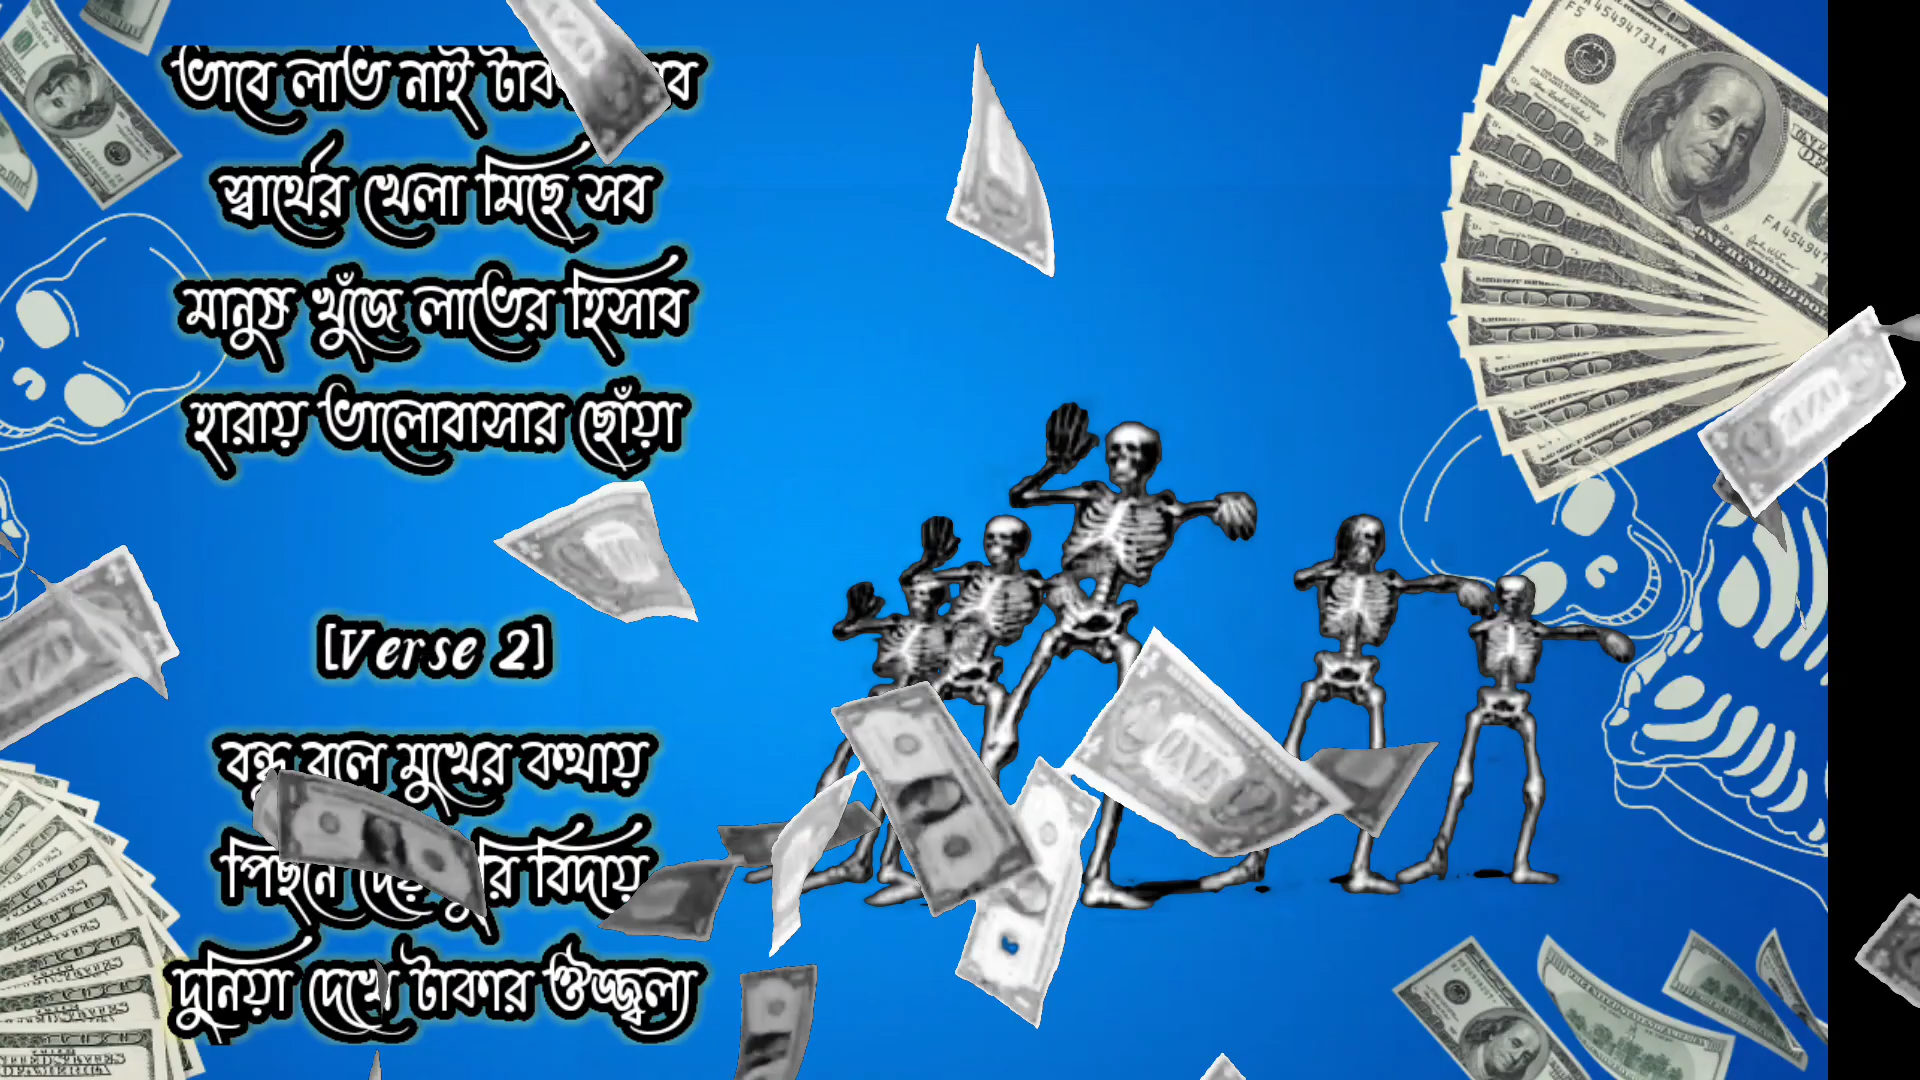 ভাবে লাভ নাই
স্বার্থের খেলা মিছে সব
মানুষ খুঁজে লাভের হিসাব
হারায় ভালোবাসার ছোঁয়া
[Verse 2]
বন্ধু বলে মুখের কথায়
পিছনে বিদায়
দুনিয়া দেখে টাকার ঔজ্জ্বল্য